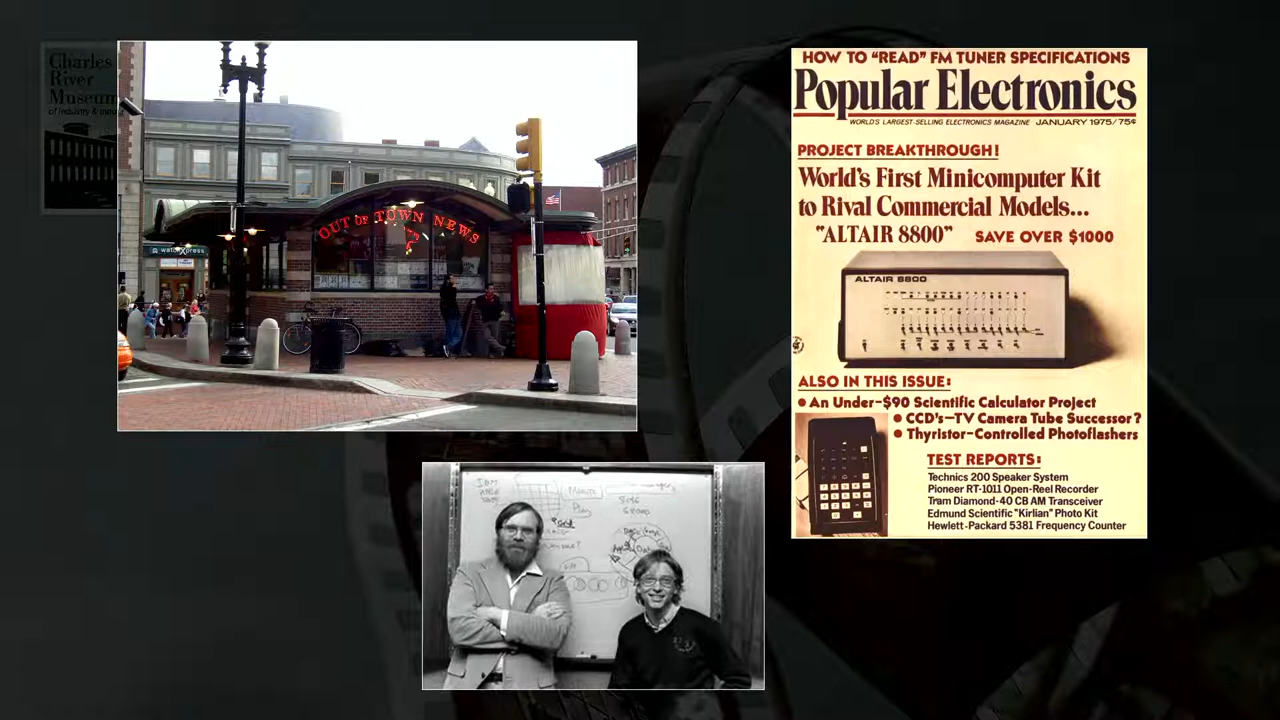 Charles
River
Museum
of industry &
OUT OF TOWN NEWS
HOW TO “READ” FM TUNER SPECIFICATIONS
Popular Electronics
WORLD'S LARGEST-SELLING ELECTRONICS MAGAZINE JANUARY 1975/75¢
PROJECT BREAKTHROUGH!
World's First Minicomputer Kit
to Rival Commercial Models...
"ALTAIR 8800" SAVE OVER $1000
ALTAIR 8800
ALSO IN THIS ISSUE:
• An Under-$90 Scientific Calculator Project
• CCD's—TV Camera Tube Successor?
• Thyristor-Controlled Photoflashers
TEST REPORTS:
Technics 200 Speaker System
Pioneer RT-1011 Open-Reel Recorder
Tram Diamond-40 CB AM Transceiver
Edmund Scientific "Kirlian" Photo Kit
Hewlett-Packard 5381 Frequency Counter
IBM